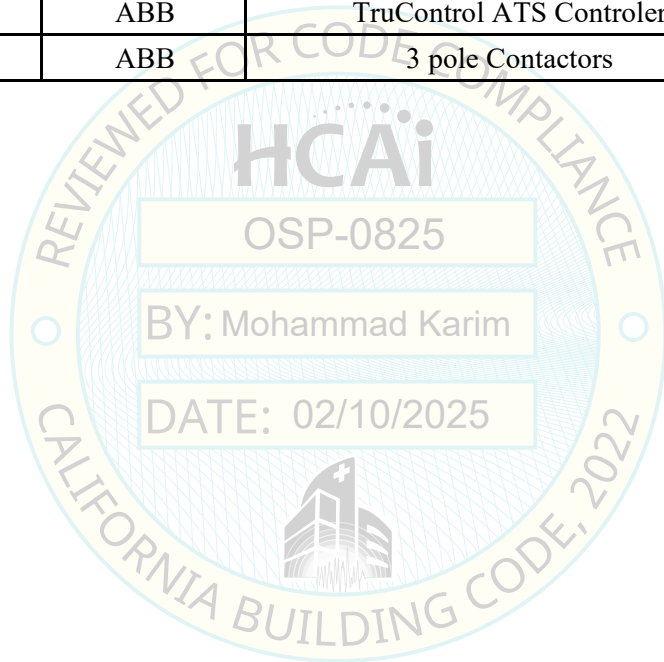 ABB TruControl ATS Controler
ABB 3 pole Contactors
REVIEWED FOR CODE COMPLIANCE
HCAi
OSP-0825
BY: Mohammad Karim
DATE: 02/10/2025
CALIFORNIA BUILDING CODE, 2022